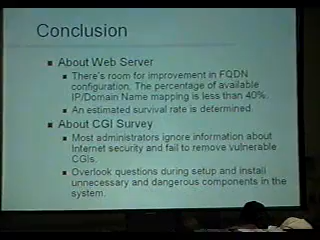 Conclusion
About Web Server
There's room for improvement in FQDN
configuration. The percentage of available
IP/Domain Name mapping is less than 40%.
An estimated survival rate is determined.
About CGI Survey
Most administrators ignore information about
Internet security and fail to remove vulnerable
CGIs.
Overlook questions during setup and install
unnecessary and dangerous components in the
system.